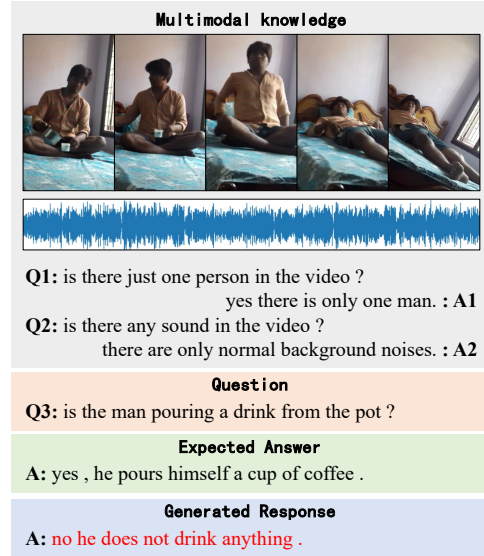 Multimodal knowledge
Q1: is there just one person in the video ?
yes there is only one man. : A1
Q2: is there any sound in the video ?
there are only normal background noises. : A2
Question
Q3: is the man pouring a drink from the pot ?
Expected Answer
A: yes , he pours himself a cup of coffee .
Generated Response
A: no he does not drink anything .